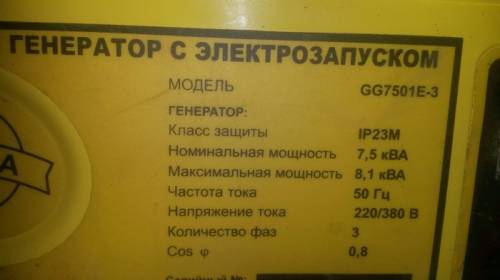 ГЕНЕРАТОР С ЭЛЕКТРОЗАПУСКОМ
МОДЕЛЬ GG7501E-3
ГЕНЕРАТОР:
Класс защиты IP23M
Номинальная мощность 7,5 кВА
Максимальная мощность 8,1 кВА
Частота тока 50 Гц
Напряжение тока 220/380 В
Количество фаз 3
Cos φ 0,8